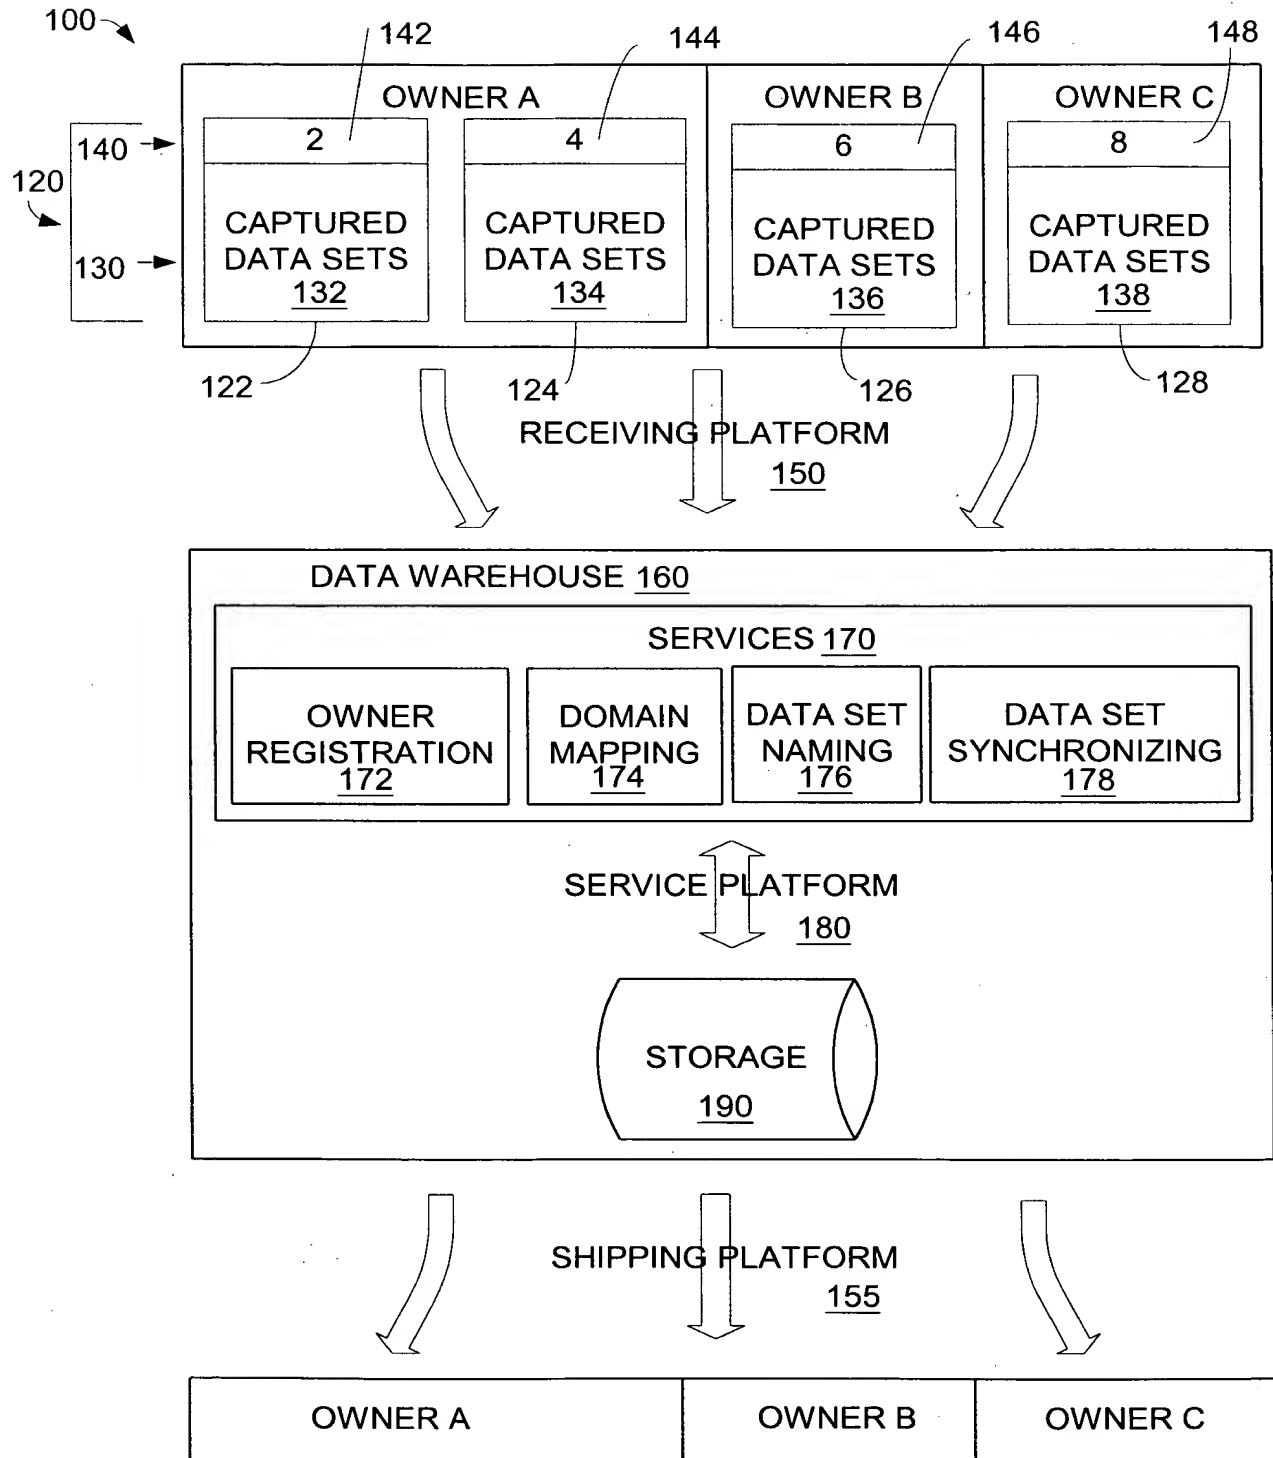 100
142
144
146
148
OWNER A
OWNER B
OWNER C
140
120
130
2
4
6
8
CAPTURED
DATA SETS
132
CAPTURED
DATA SETS
134
CAPTURED
DATA SETS
136
CAPTURED
DATA SETS
138
122
124
126
128
RECEIVING PLATFORM
150
DATA WAREHOUSE 160
SERVICES 170
OWNER
REGISTRATION
172
DOMAIN
MAPPING
174
DATA SET
NAMING
176
DATA SET
SYNCHRONIZING
178
SERVICE PLATFORM
180
STORAGE
190
SHIPPING PLATFORM
155
OWNER A
OWNER B
OWNER C